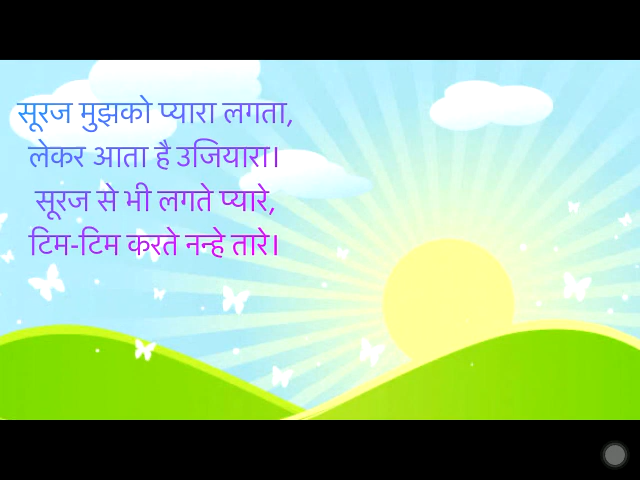 सूरज मुझको प्यारा लगता,
लेकर आता है उजियारा।
सूरज से भी लगते प्यारे,
टिम-टिम करते नन्हे तारे।